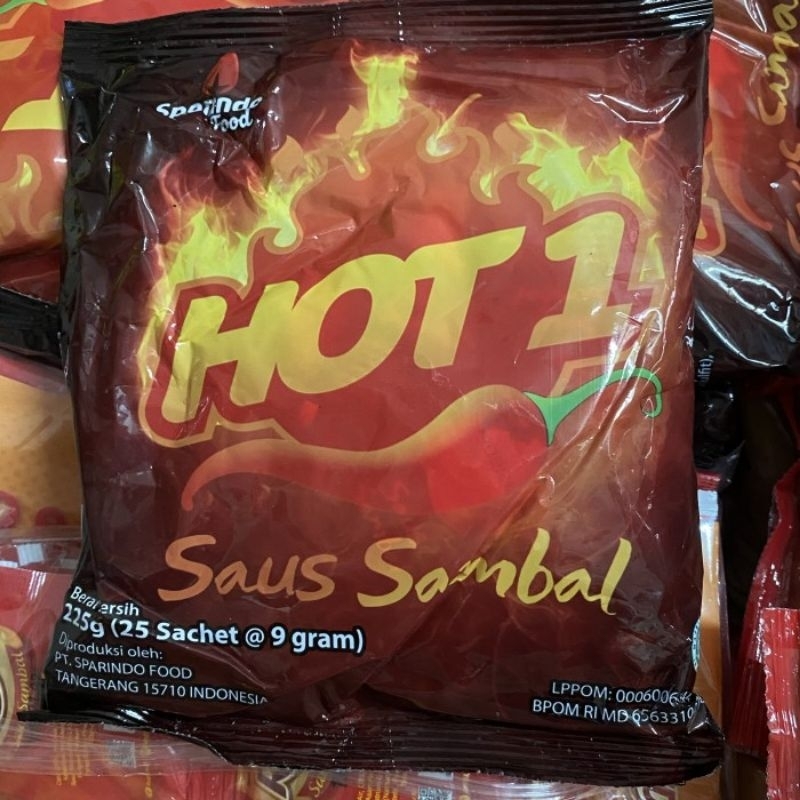 Sparindo
Food
HOT 1
Saus Sambal
Berat Bersih
225g (25 Sachet @ 9 gram)
Diproduksi oleh:
PT. SPARINDO FOOD
TANGERANG 15710 INDONESIA
LPPOM:
BPOM RI MD
Sambal